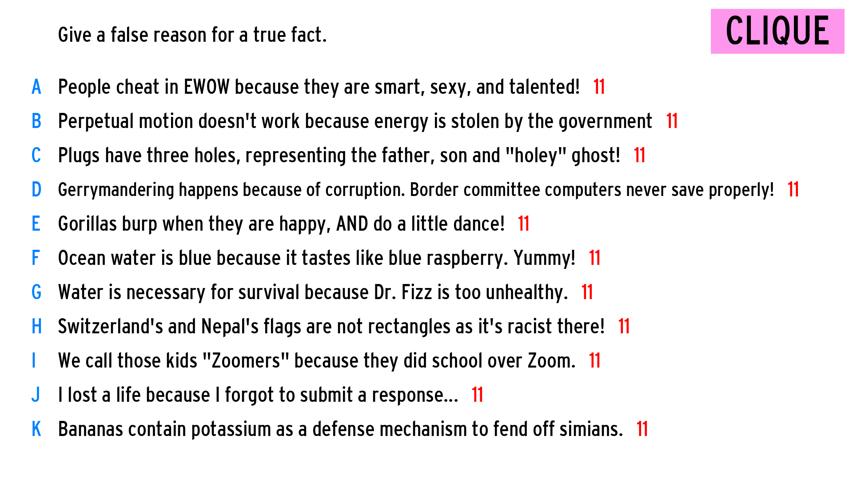 Give a false reason for a true fact.
CLIQUE
A People cheat in EWOW because they are smart, sexy, and talented! 11
B Perpetual motion doesn't work because energy is stolen by the government 11
C Plugs have three holes, representing the father, son and "holey" ghost! 11
D Gerrymandering happens because of corruption. Border committee computers never save properly! 11
E Gorillas burp when they are happy, AND do a little dance! 11
F Ocean water is blue because it tastes like blue raspberry. Yummy! 11
G Water is necessary for survival because Dr. Fizz is too unhealthy. 11
H Switzerland's and Nepal's flags are not rectangles as it's racist there! 11
I We call those kids "Zoomers" because they did school over Zoom. 11
J I lost a life because I forgot to submit a response... 11
K Bananas contain potassium as a defense mechanism to fend off simians. 11